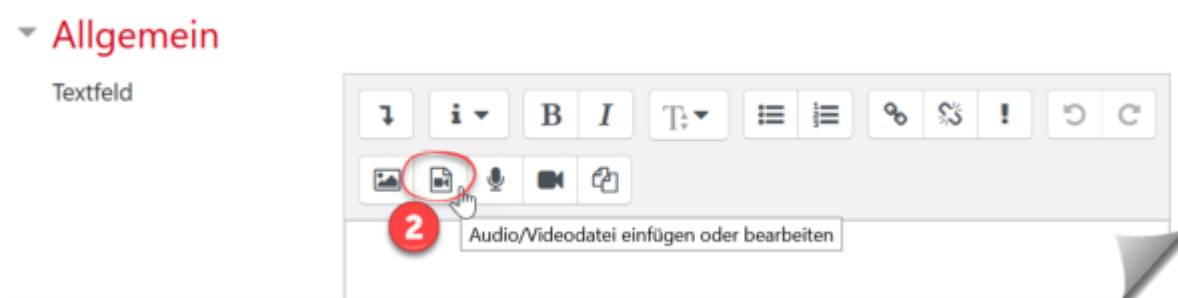 Allgemein
Textfeld
B I T
2
Audio/Videodatei einfügen oder bearbeiten